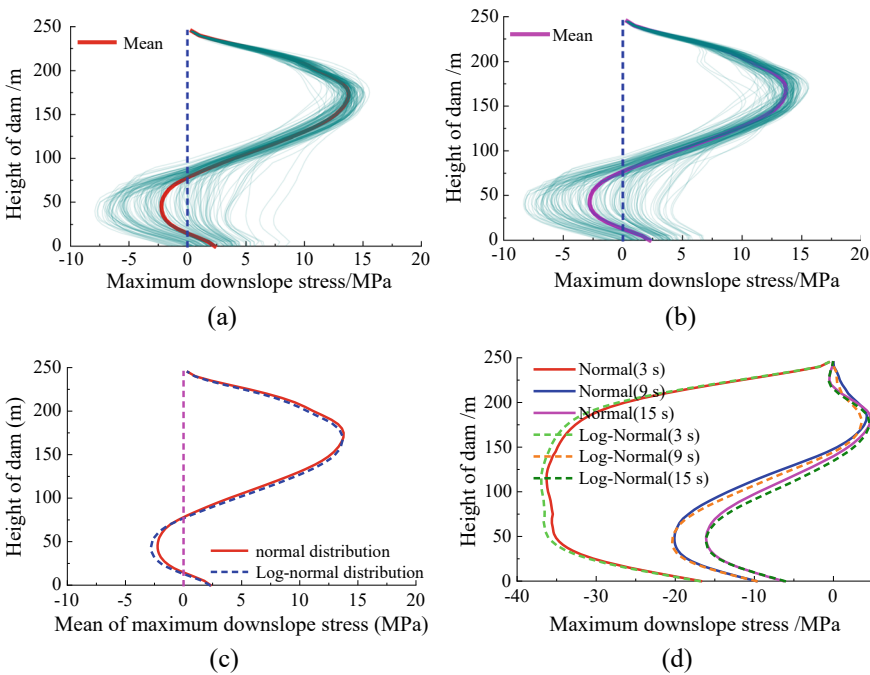 Mean
Height of dam /m
250
200
150
100
50
0
-10 -5 0 5 10 15 20
Maximum downslope stress/MPa
(a)
Mean
Height of dam /m
250
200
150
100
50
0
-10 -5 0 5 10 15 20
Maximum downslope stress/MPa
(b)
Height of dam (m)
250
200
150
100
50
0
normal distribution
Log-normal distribution
-10 -5 0 5 10 15 20
Mean of maximum downslope stress (MPa)
(c)
Height of dam /m
250
200
150
100
50
0
Normal(3 s)
Normal(9 s)
Normal(15 s)
Log-Normal(3 s)
Log-Normal(9 s)
Log-Normal(15 s)
-40 -30 -20 -10 0
Maximum downslope stress /MPa
(d)